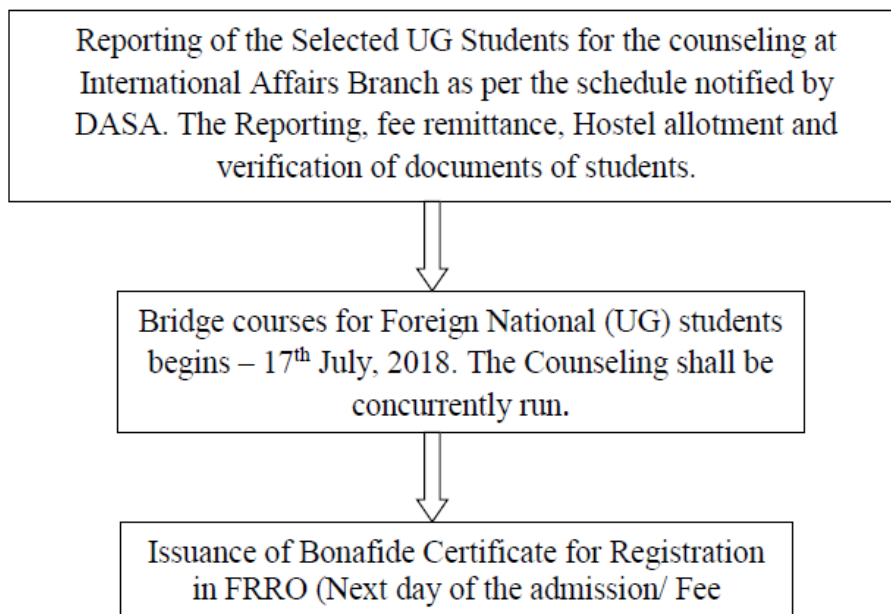 Reporting of the Selected UG Students for the counseling at
International Affairs Branch as per the schedule notified by
DASA. The Reporting, fee remittance, Hostel allotment and
verification of documents of students.
Bridge courses for Foreign National (UG) students
begins – 17th July, 2018. The Counseling shall be
concurrently run.
Issuance of Bonafide Certificate for Registration
in FRRO (Next day of the admission/ Fee